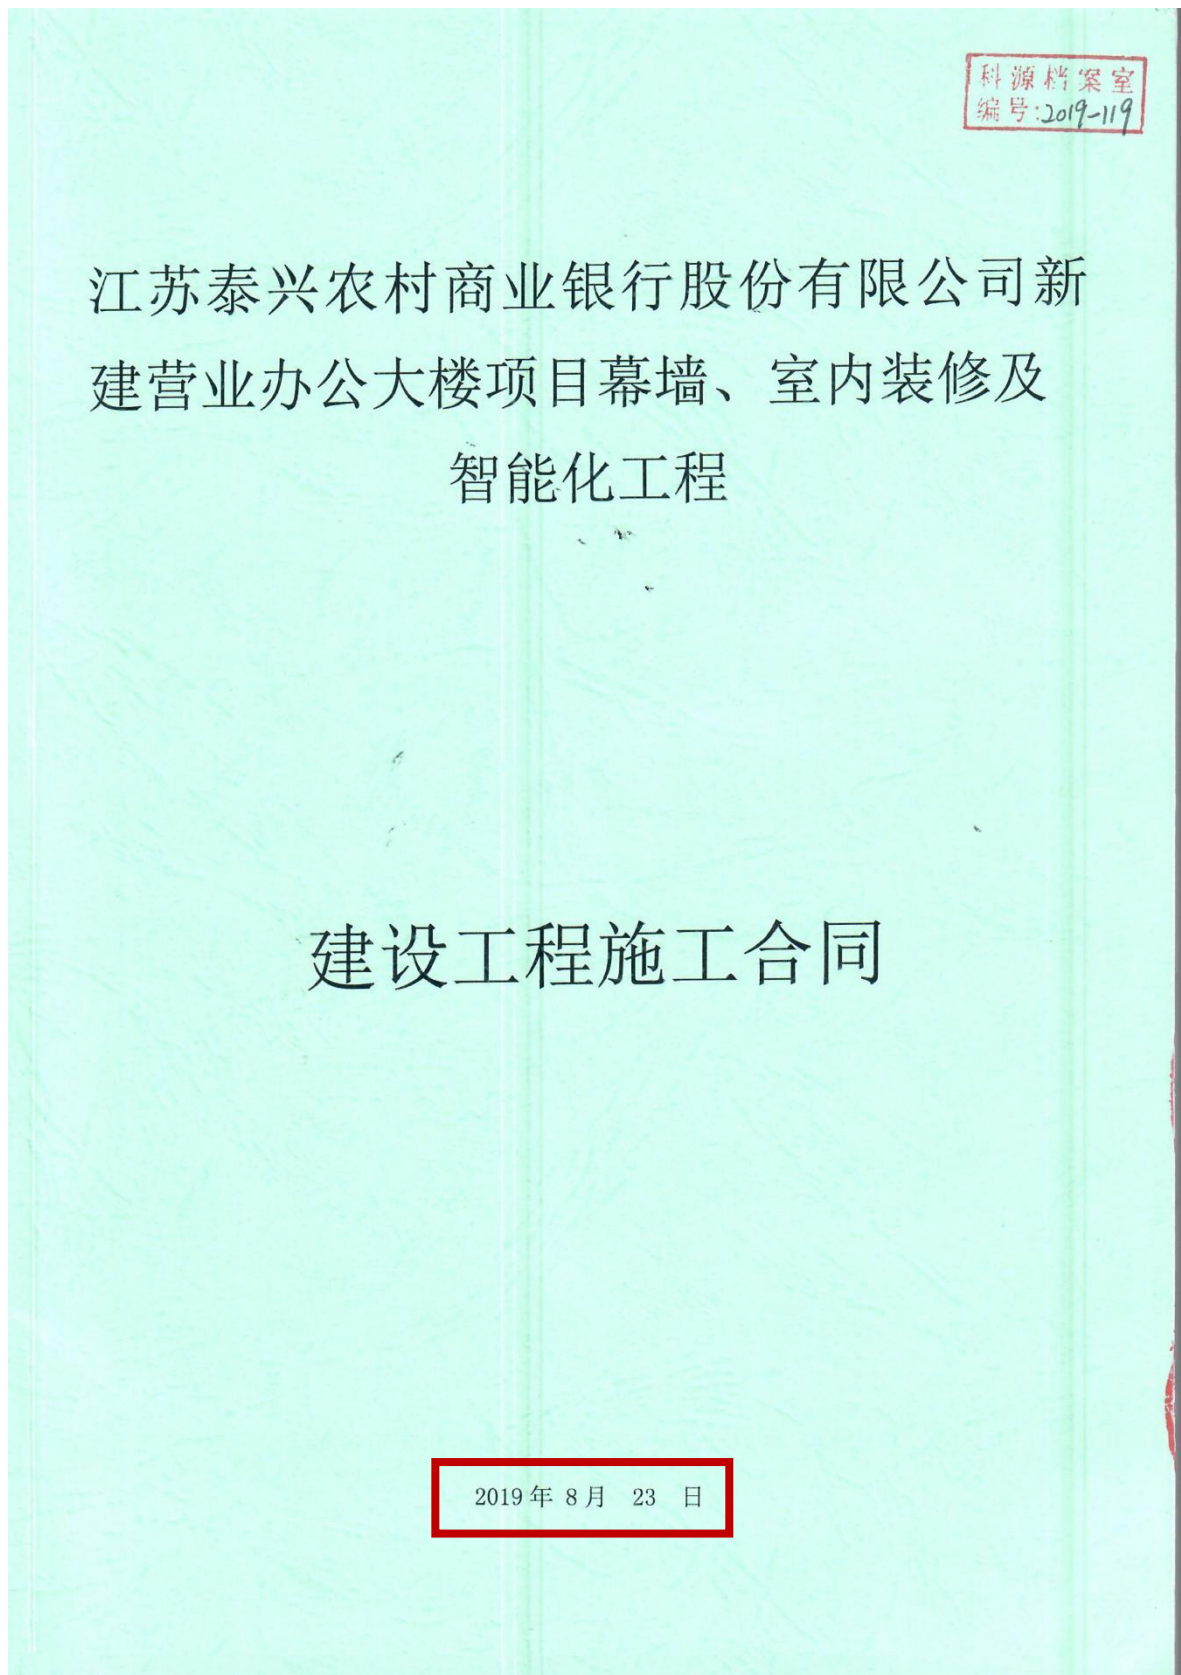 科源档案室
编号:2019-119
江苏泰兴农村商业银行股份有限公司新
建营业办公大楼项目幕墙、室内装修及
智能化工程
建设工程施工合同
2019年 8月 23 日